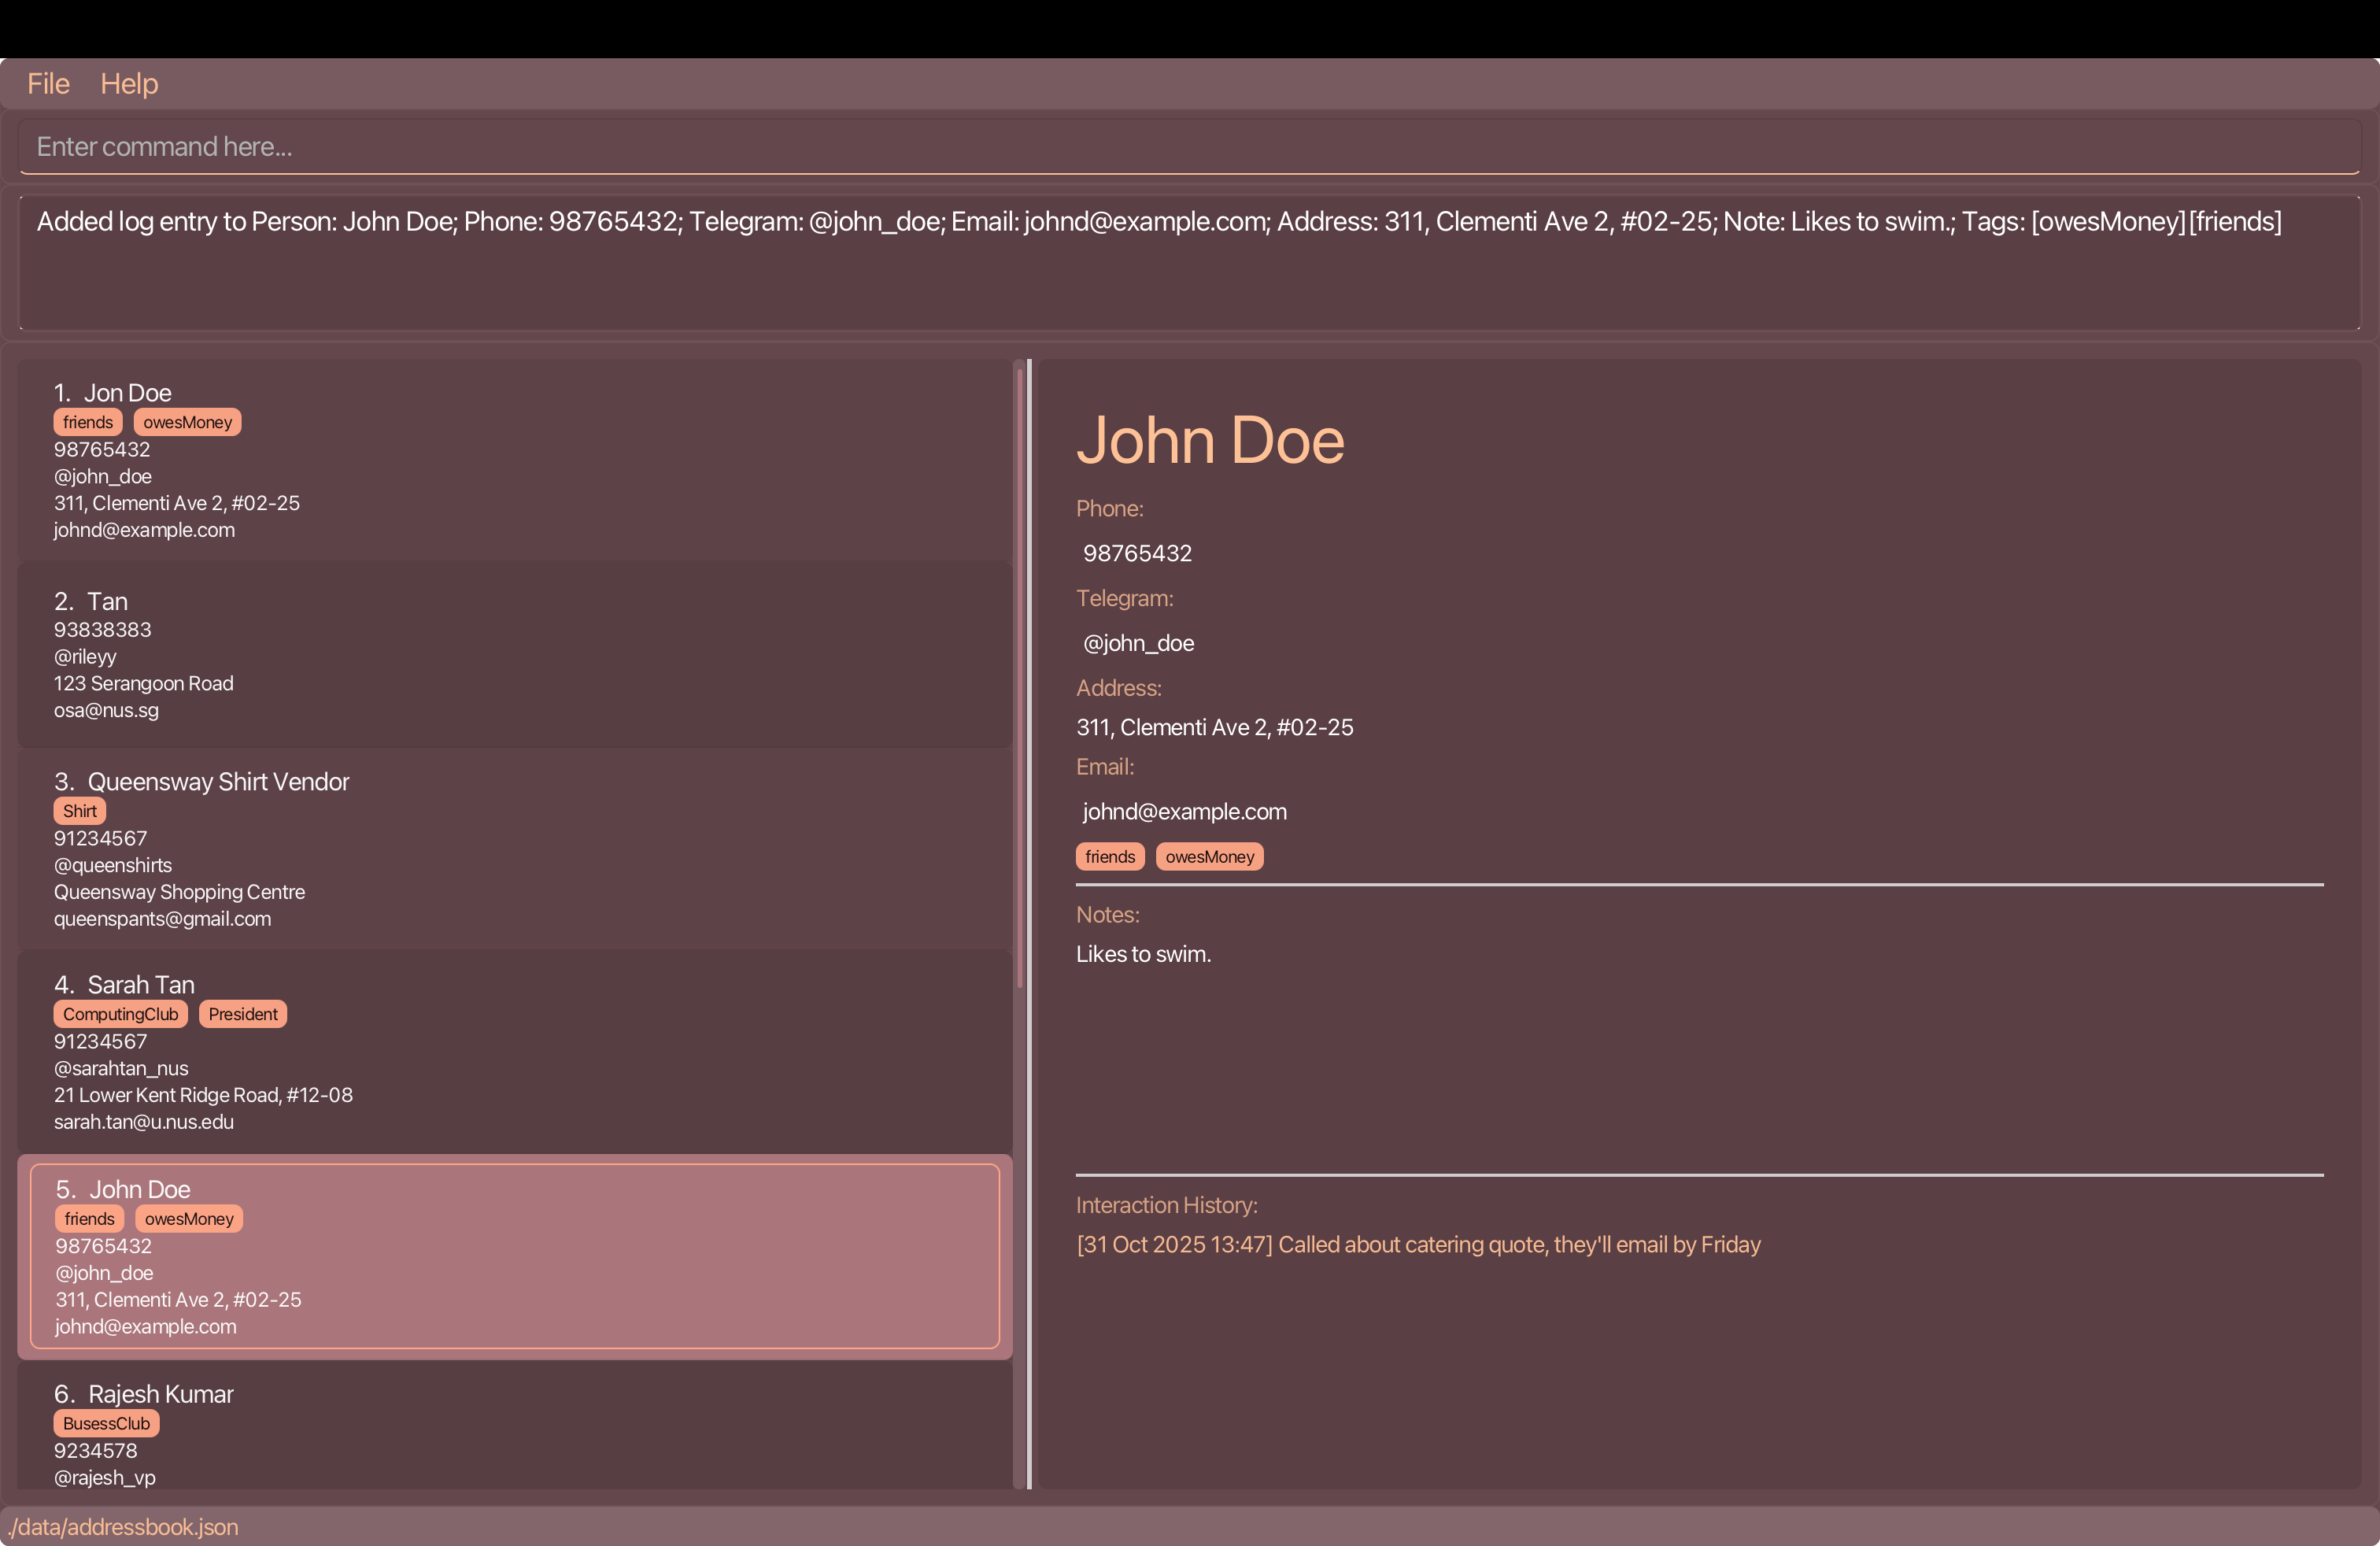 File Help
Enter command here...
Added log entry to Person: John Doe; Phone: 98765432; Telegram: @john_doe; Email: johnd@example.com; Address: 311, Clementi Ave 2, #02-25; Note: Likes to swim.; Tags: [owesMoney][friends]
1. Jon Doe
friends owesMoney
98765432
@john_doe
311, Clementi Ave 2, #02-25
johnd@example.com
2. Tan
93838383
@rileyy
123 Serangoon Road
osa@nus.sg
3. Queensway Shirt Vendor
Shirt
91234567
@queenshirts
Queensway Shopping Centre
queenspants@gmail.com
4. Sarah Tan
ComputingClub President
91234567
@sarahtan_nus
21 Lower Kent Ridge Road, #12-08
sarah.tan@u.nus.edu
5. John Doe
friends owesMoney
98765432
@john_doe
311, Clementi Ave 2, #02-25
johnd@example.com
6. Rajesh Kumar
BusessClub
9234578
@rajesh_vp
John Doe
Phone:
98765432
Telegram:
@john_doe
Address:
311, Clementi Ave 2, #02-25
Email:
johnd@example.com
friends owesMoney
Notes:
Likes to swim.
Interaction History:
[31 Oct 2025 13:47] Called about catering quote, they'll email by Friday
./data/addressbook.json